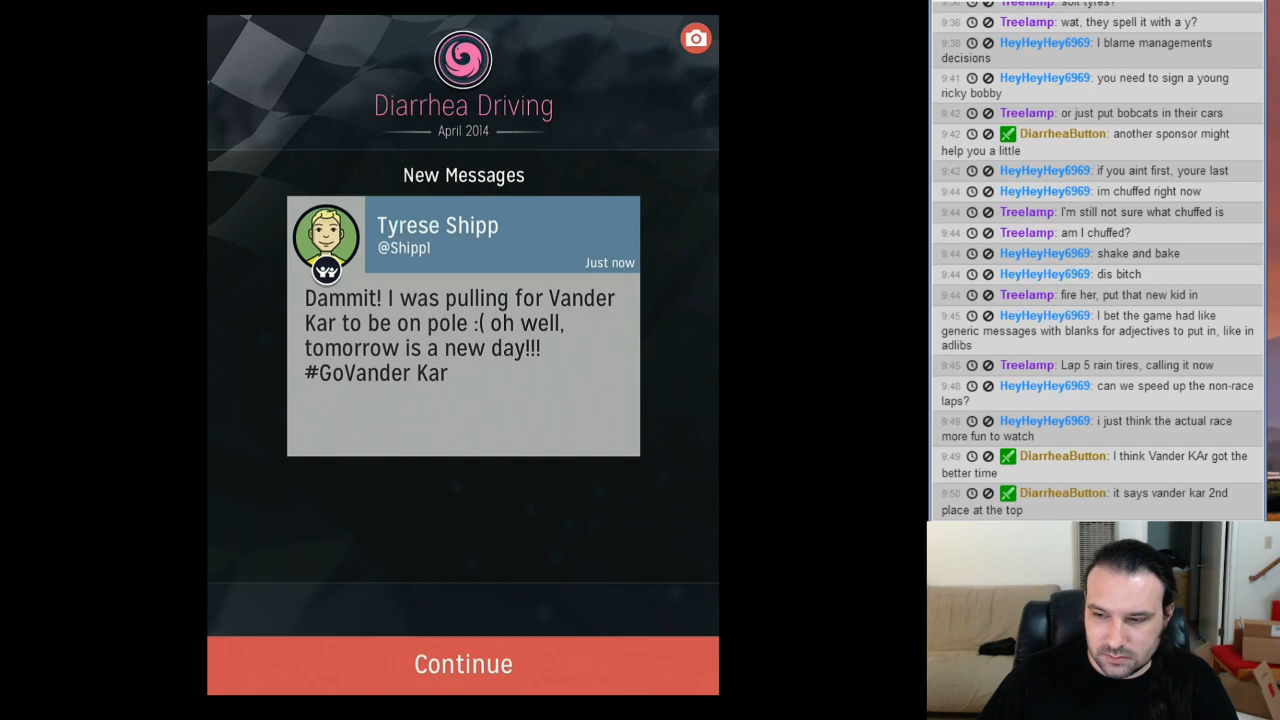 Diarrhea Driving
April 2014
New Messages
Tyrese Shipp
@Shipp1
Just now
Dammit! I was pulling for Vander
Kar to be on pole :( oh well,
tomorrow is a new day!!!
#GoVander Kar
Continue
Treelamp: soft tyres?
9:36 Treelamp: wat, they spell it with a y?
9:38 HeyHeyHey6969: I blame managements
decisions
9:41 HeyHeyHey6969: you need to sign a young
ricky bobby
9:42 Treelamp: or just put bobcats in their cars
9:42 DiarrheaButton: another sponsor might
help you a little
9:42 HeyHeyHey6969: if you aint first, youre last
9:44 HeyHeyHey6969: im chuffed right now
9:44 Treelamp: I'm still not sure what chuffed is
9:44 Treelamp: am I chuffed?
9:44 HeyHeyHey6969: shake and bake
9:44 HeyHeyHey6969: dis bitch
9:44 Treelamp: fire her, put that new kid in
9:45 HeyHeyHey6969: I bet the game had like
generic messages with blanks for adjectives to put in, like in
adlibs
9:45 Treelamp: Lap 5 rain tires, calling it now
9:48 HeyHeyHey6969: can we speed up the non-race
laps?
9:49 HeyHeyHey6969: i just think the actual race
more fun to watch
9:49 DiarrheaButton: I think Vander KAr got the
better time
9:50 DiarrheaButton: it says vander kar 2nd
place at the top